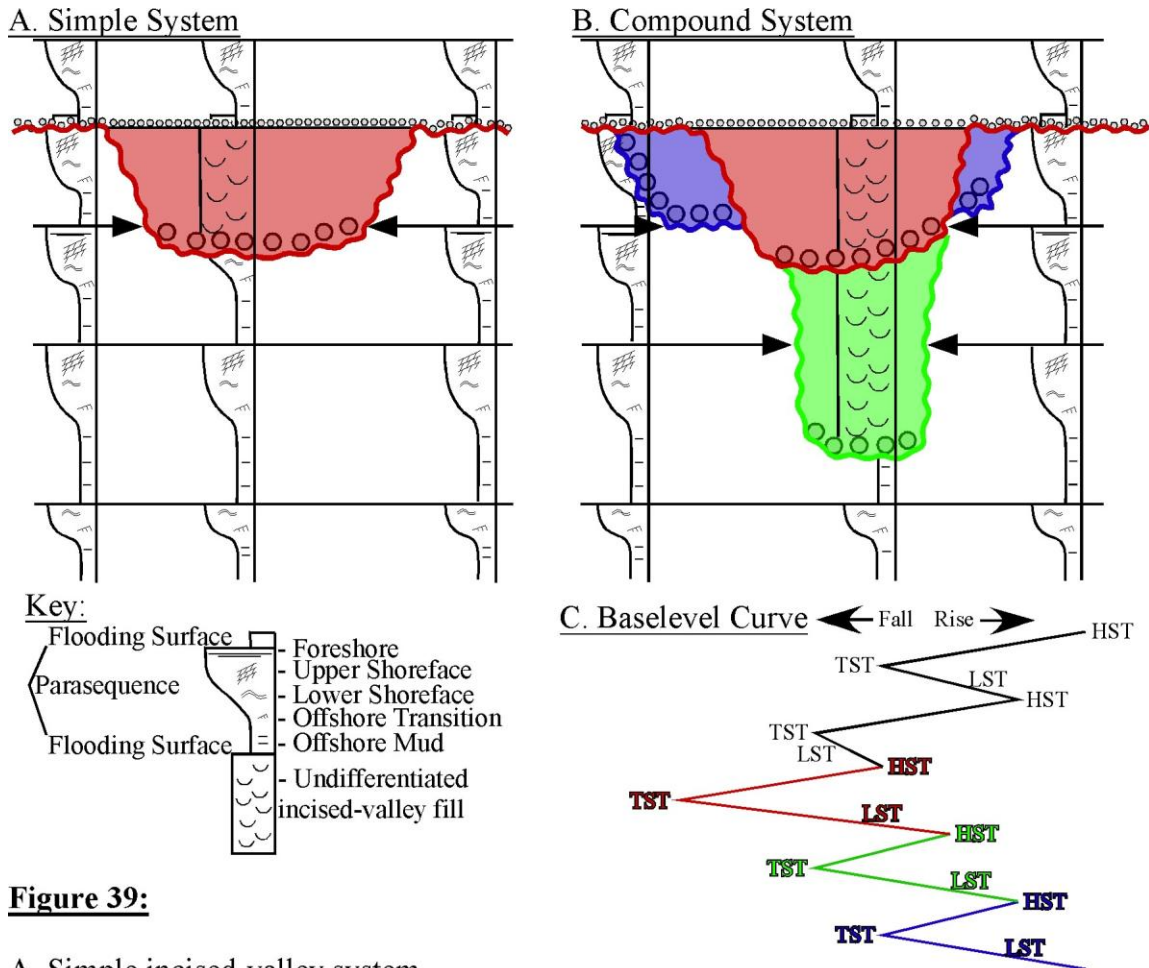 A. Simple System
B. Compound System
Key:
Flooding Surface
Parasequence
Flooding Surface
- Foreshore
- Upper Shoreface
- Lower Shoreface
- Offshore Transition
- Offshore Mud
- Undifferentiated
incised-valley fill
C. Baselevel Curve
Fall Rise
HST
TST
LST
HST
TST
LST
HST
TST
LST
HST
TST
LST
HST
TST
LST
Figure 39:
A. Simple incised valley system